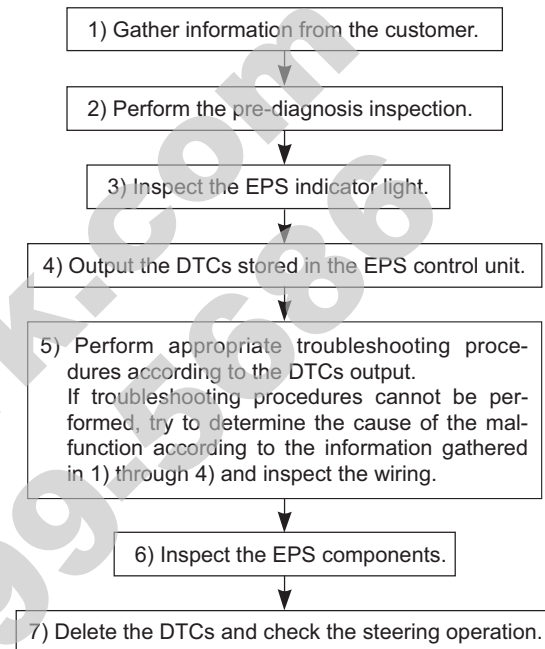 1) Gather information from the customer.
2) Perform the pre-diagnosis inspection.
3) Inspect the EPS indicator light.
4) Output the DTCs stored in the EPS control unit.
5) Perform appropriate troubleshooting proce-
dures according to the DTCs output.
If troubleshooting procedures cannot be per-
formed, try to determine the cause of the mal-
function according to the information gathered
in 1) through 4) and inspect the wiring.
6) Inspect the EPS components.
7) Delete the DTCs and check the steering operation.
k.com
99-5686